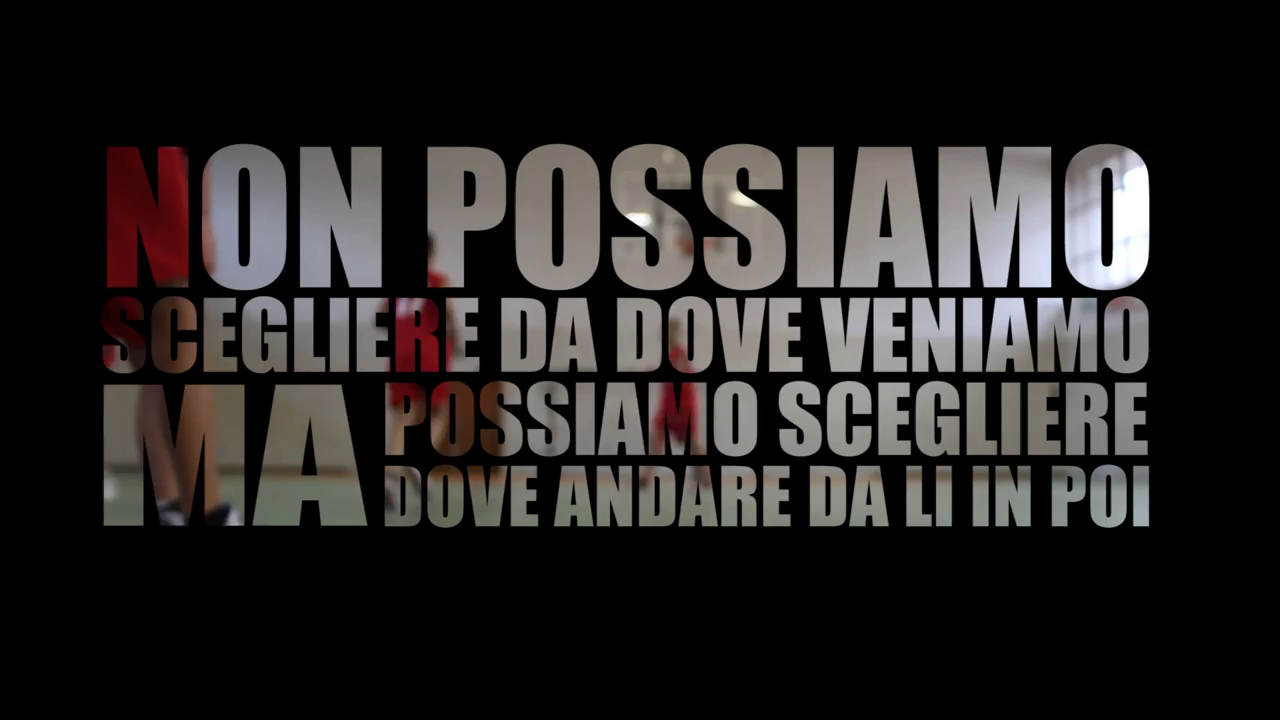 NON POSSIAMO
SCEGLIERE DA DOVE VENIAMO
MA POSSIAMO SCEGLIERE
DOVE ANDARE DA LI IN POI